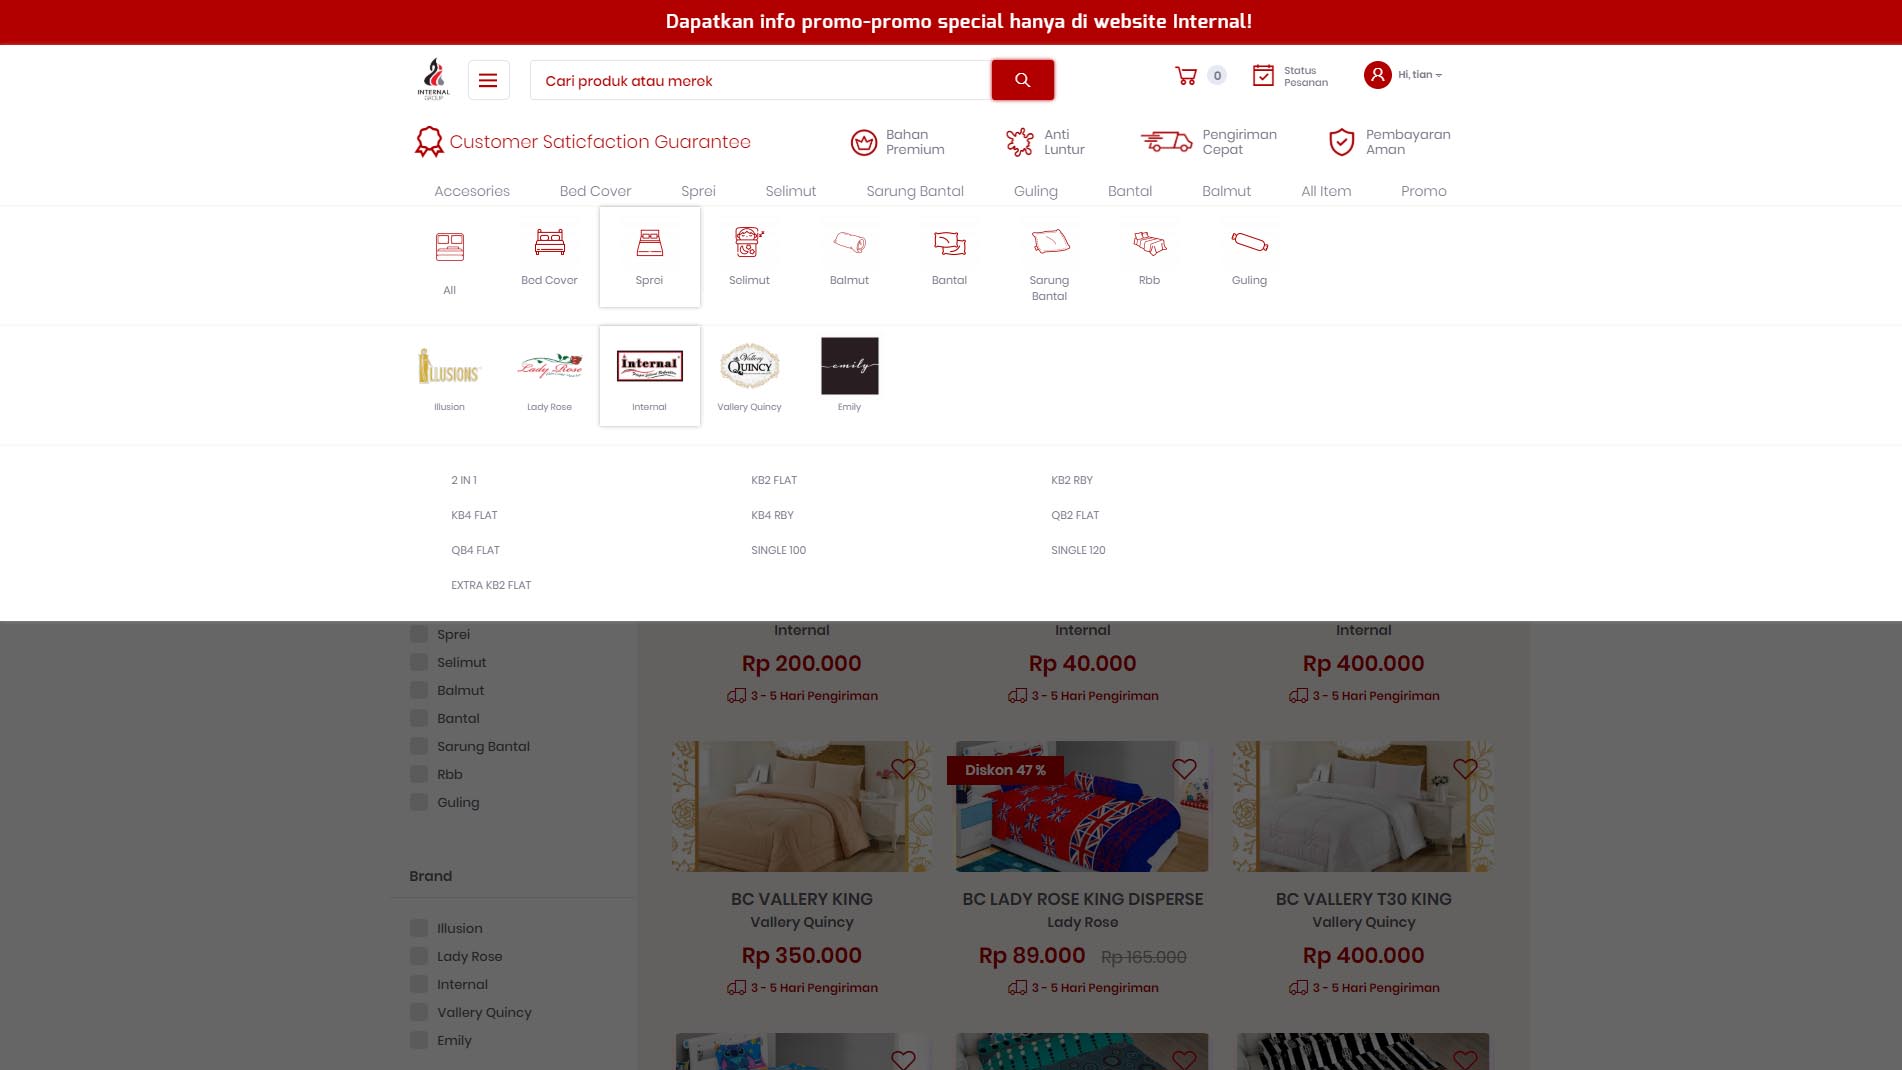 Dapatkan info promo-promo special hanya di website Internal!
INTERNAL
GROUP
Cari produk atau merek
0
Status
Pesanan
Hi, tian
Customer Saticfaction Guarantee
Bahan
Premium
Anti
Luntur
Pengiriman
Cepat
Pembayaran
Aman
Accesories Bed Cover Sprei Selimut Sarung Bantal Guling Bantal Balmut All Item Promo
All
Bed Cover
Sprei
Selimut
Balmut
Bantal
Sarung
Bantal
Rbb
Guling
ILLUSIONS
Lady Rose
Internal
Vallery
QUINCY
emily
Illusion
Lady Rose
Internal
Vallery Quincy
Emily
2 IN 1 KB2 FLAT KB2 RBY
KB4 FLAT KB4 RBY QB2 FLAT
QB4 FLAT SINGLE 100 SINGLE 120
EXTRA KB2 FLAT
Sprei
Selimut
Balmut
Bantal
Sarung Bantal
Rbb
Guling
Brand
Illusion
Lady Rose
Internal
Vallery Quincy
Emily
Internal
Rp 200.000
3 - 5 Hari Pengiriman
Internal
Rp 40.000
3 - 5 Hari Pengiriman
Internal
Rp 400.000
3 - 5 Hari Pengiriman
BC VALLERY KING
Vallery Quincy
Rp 350.000
3 - 5 Hari Pengiriman
Diskon 47 %
BC LADY ROSE KING DISPERSE
Lady Rose
Rp 89.000 Rp 165.000
3 - 5 Hari Pengiriman
BC VALLERY T30 KING
Vallery Quincy
Rp 400.000
3 - 5 Hari Pengiriman